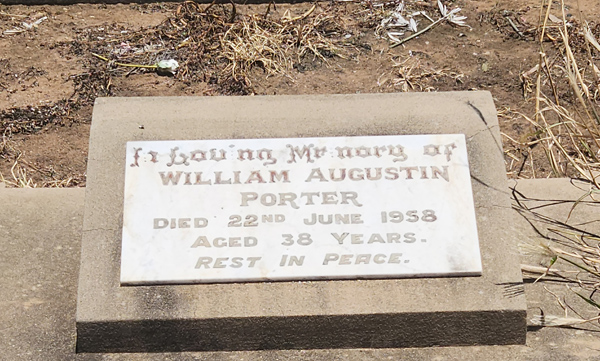 In Loving Memory of
WILLIAM AUGUSTIN
PORTER
DIED 22ND JUNE 1958
AGED 38 YEARS.
REST IN PEACE.